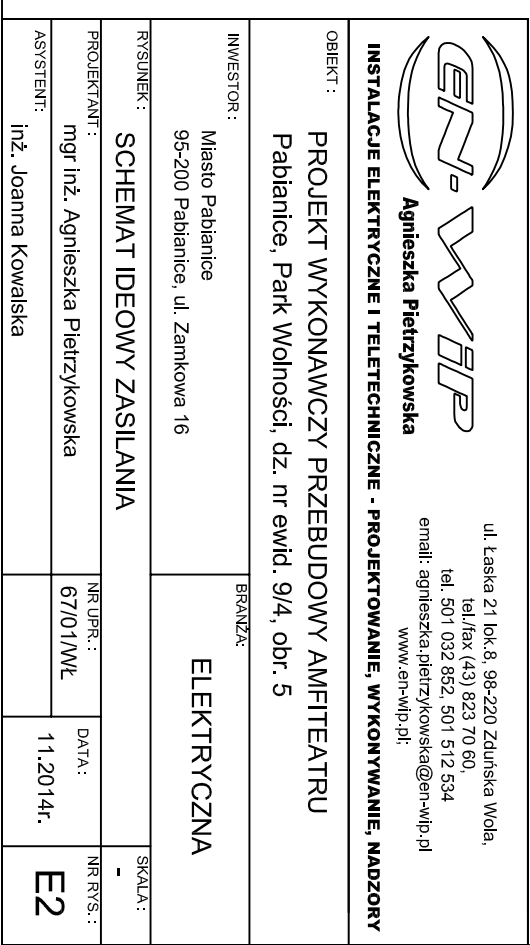 EN-WIP
Agnieszka Pietrzykowska
ul. Łaska 21 lok.8, 98-220 Zduńska Wola,
tel./fax (43) 823 70 60,
tel. 501 032 852, 501 512 534
email: agnieszka.pietrzykowska@en-wip.pl
www.en-wip.pl;
INSTALACJE ELEKTRYCZNE I TELETECHNICZNE - PROJEKTOWANIE, WYKONYWANIE, NADZORY
OBIEKT :
PROJEKT WYKONAWCZY PRZEBUDOWY AMFITEATRU
Pabianice, Park Wolności, dz. nr ewid. 9/4, obr. 5
INWESTOR :
Miasto Pabianice
95-200 Pabianice, ul. Zamkowa 16
BRANŻA:
ELEKTRYCZNA
RYSUNEK :
SCHEMAT IDEOWY ZASILANIA
SKALA :
-
PROJEKTANT :
mgr inż. Agnieszka Pietrzykowska
NR UPR. :
67/01/WŁ
DATA :
11.2014r.
NR RYS. :
E2
ASYSTENT:
inż. Joanna Kowalska